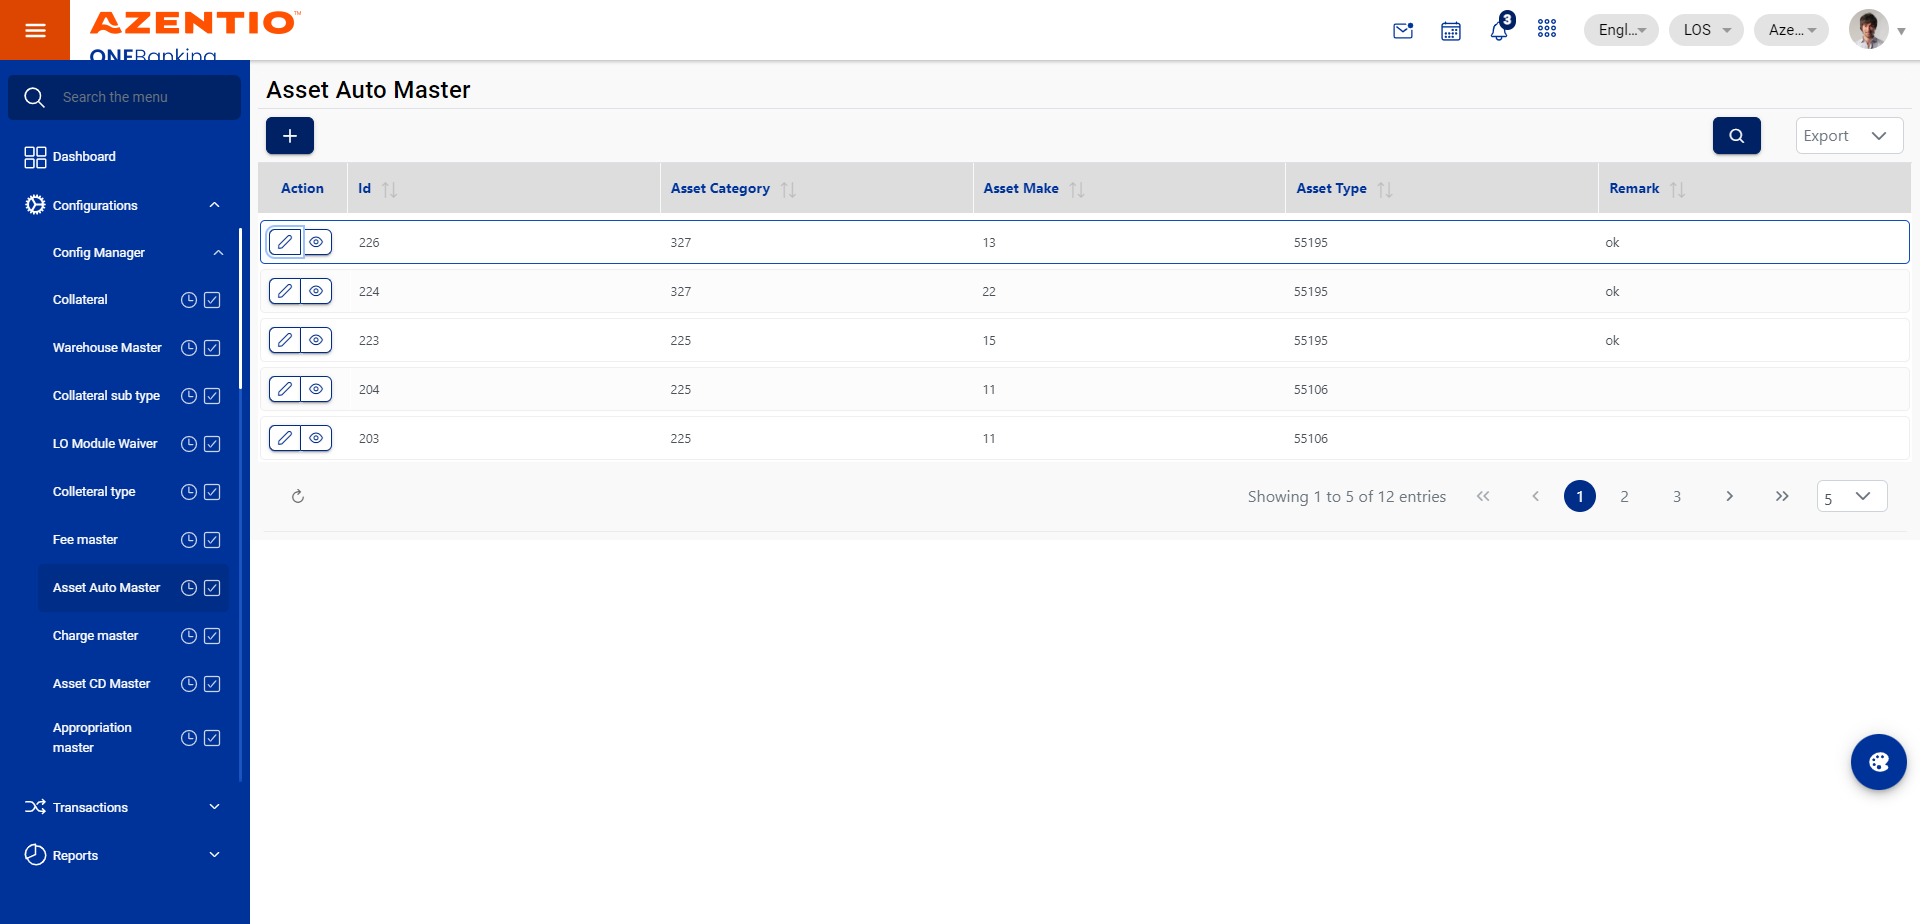 AZENTIO™
ONEBanking
3
Engl...
LOS
Aze...
Search the menu
Dashboard
Configurations
Config Manager
Collateral
Warehouse Master
Collateral sub type
LO Module Waiver
Colleteral type
Fee master
Asset Auto Master
Charge master
Asset CD Master
Appropriation
master
Transactions
Reports
Asset Auto Master
Export
Action Id Asset Category Asset Make Asset Type Remark
226 327 13 55195 ok
224 327 22 55195 ok
223 225 15 55195 ok
204 225 11 55106
203 225 11 55106
Showing 1 to 5 of 12 entries
1 2 3
5